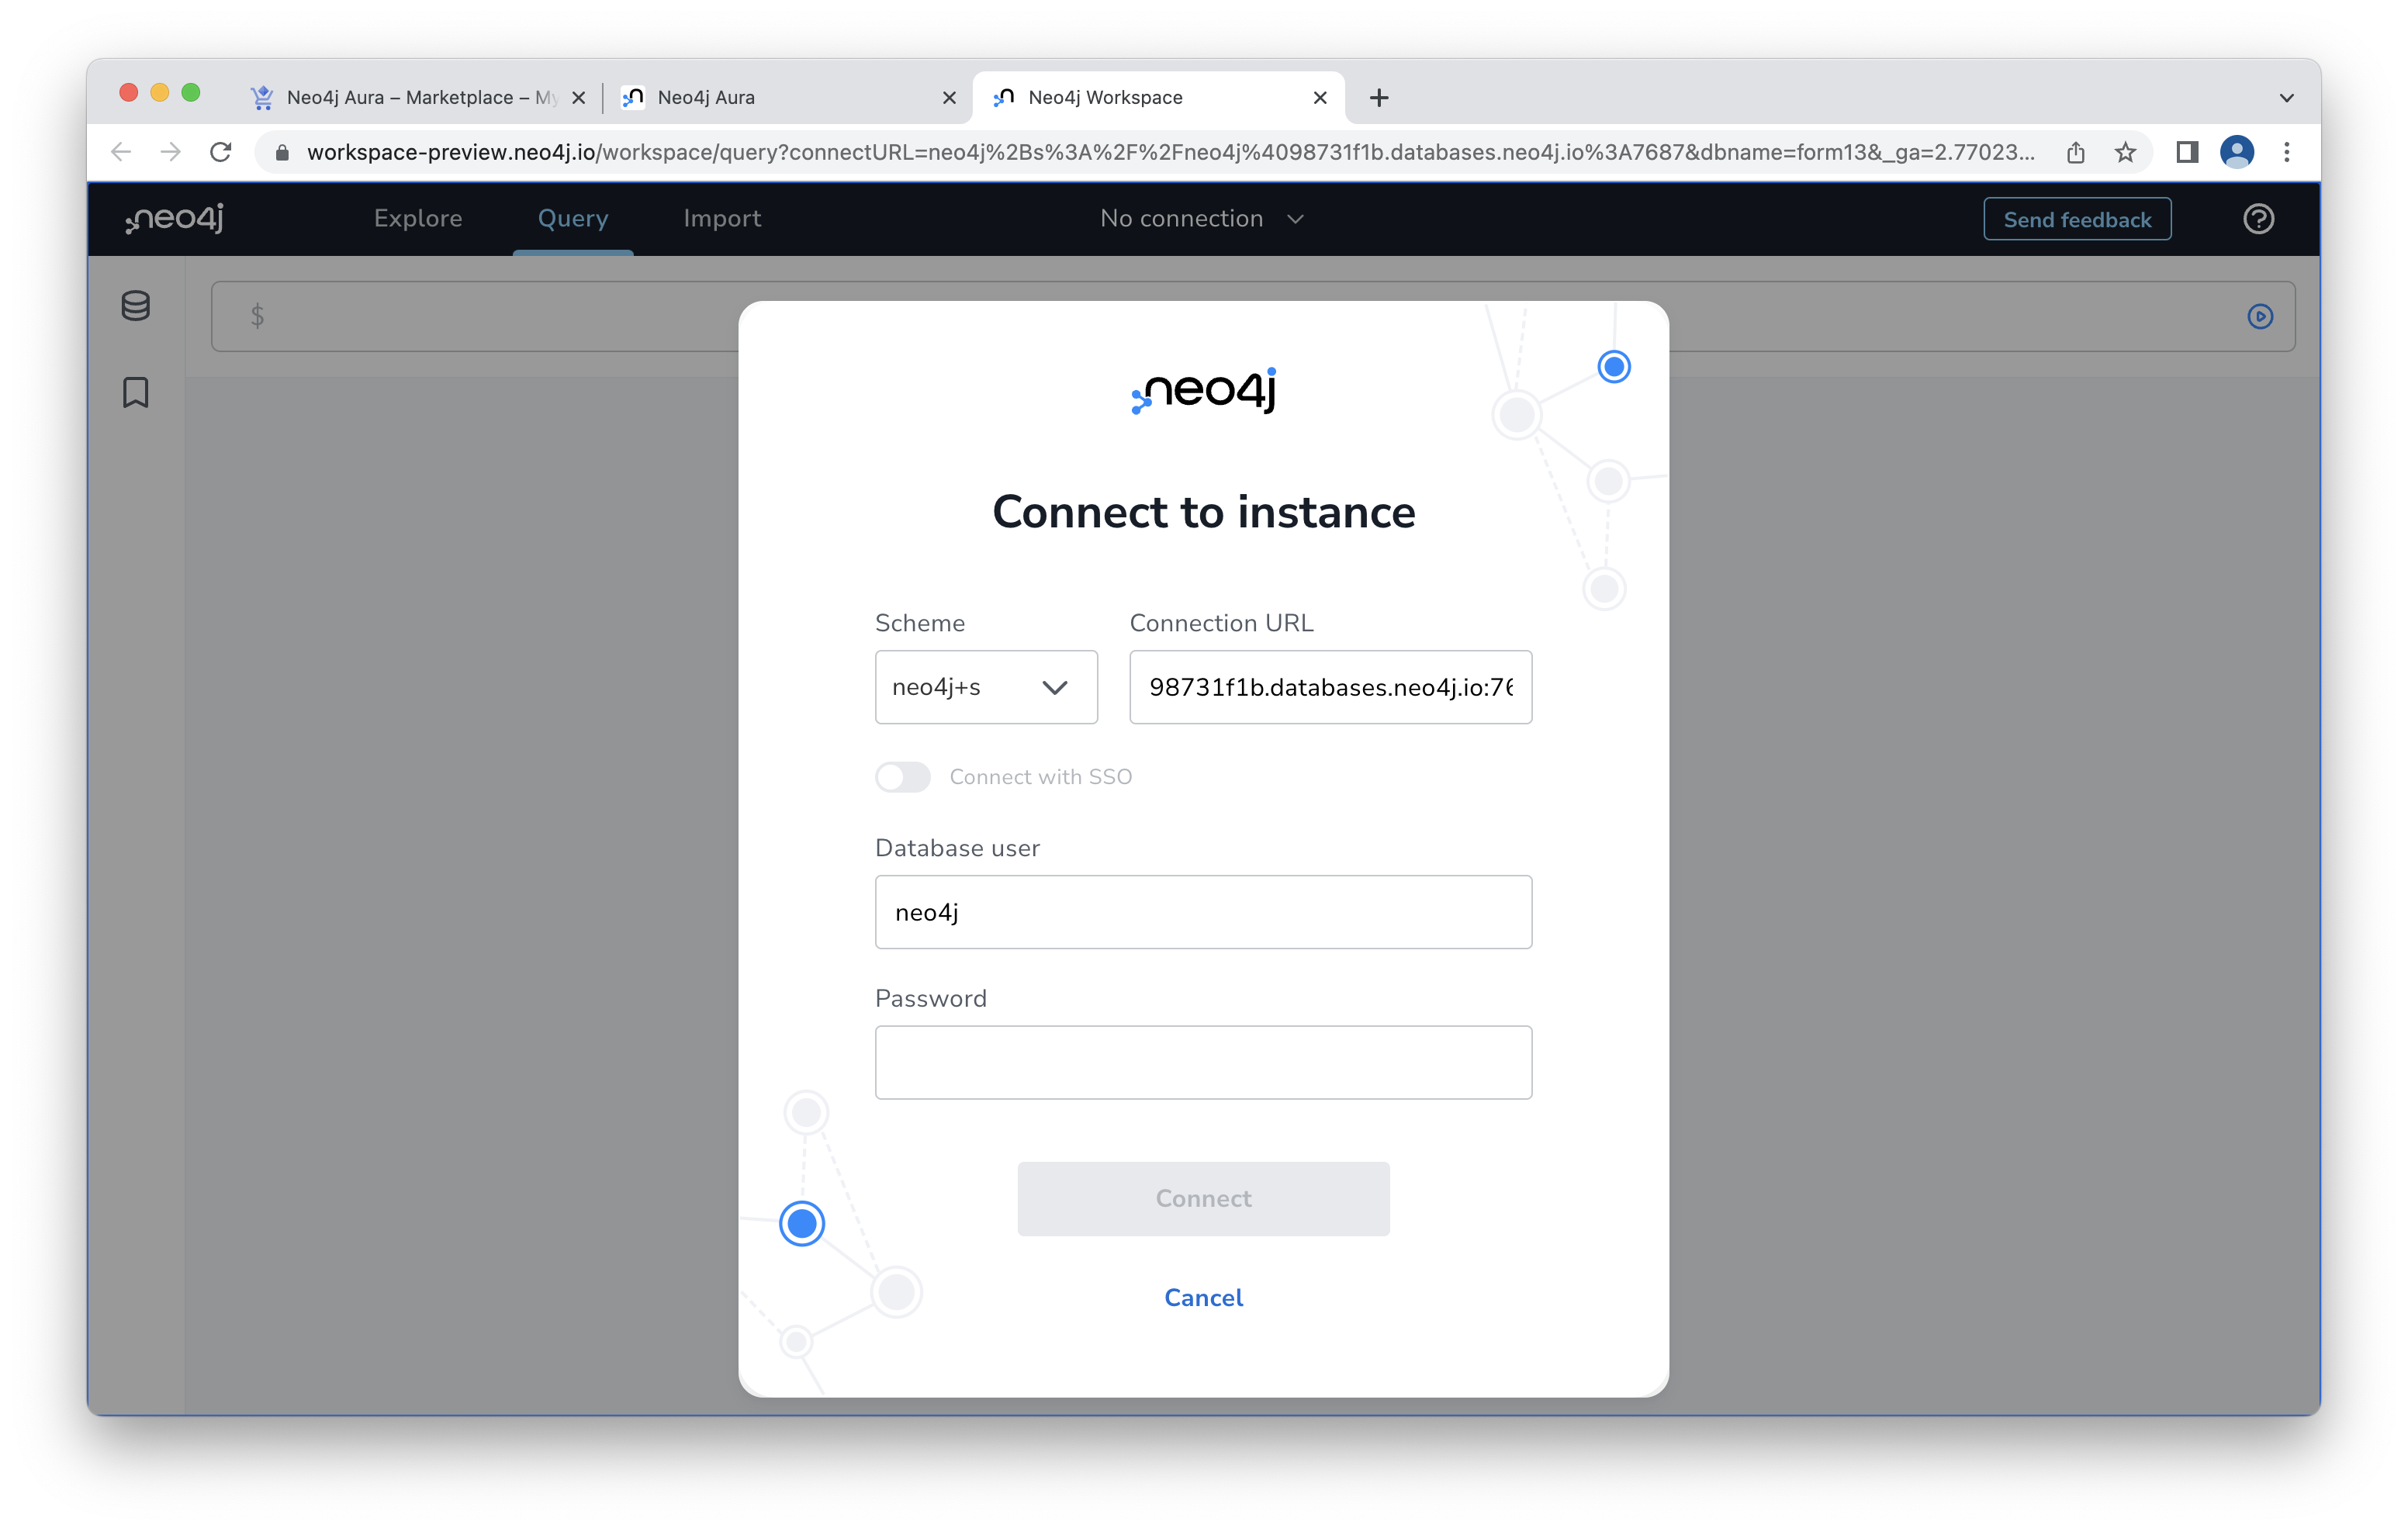 Neo4j Aura – Marketplace – My
Neo4j Aura
Neo4j Workspace
workspace-preview.neo4j.io/workspace/query?connectURL=neo4j%2Bs%3A%2F%2Fneo4j%4098731f1b.databases.neo4j.io%3A7687&dbname=form13&_ga=2.77023...
neo4j
Explore
Query
Import
No connection
Send feedback
$
neo4j
Connect to instance
Scheme
Connection URL
neo4j+s
98731f1b.databases.neo4j.io:76
Connect with SSO
Database user
neo4j
Password
Connect
Cancel